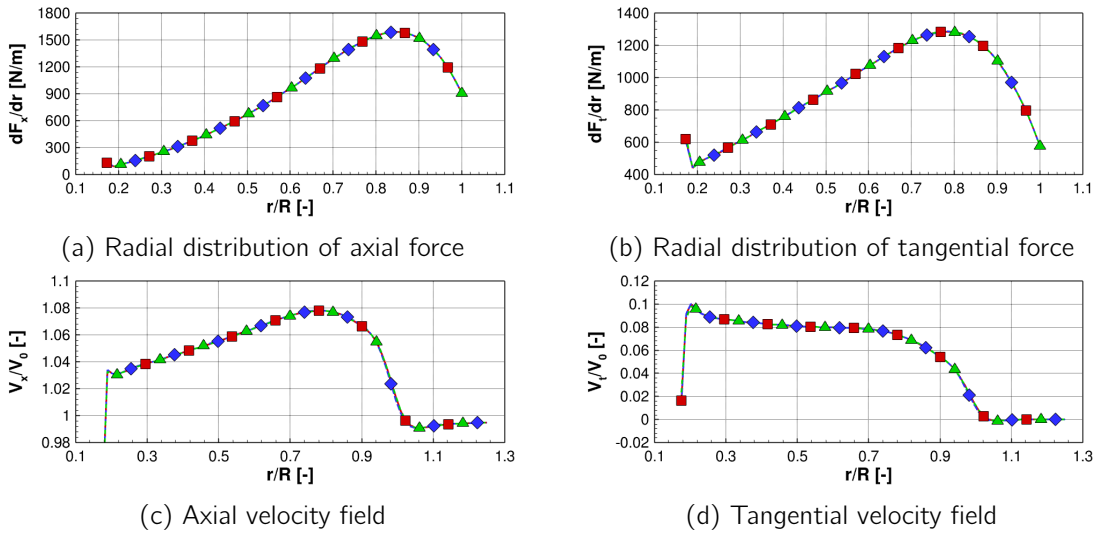 1800
1500
1200
900
600
300
0
dFx/dr [N/m]
0.1 0.2 0.3 0.4 0.5 0.6 0.7 0.8 0.9 1 1.1
r/R [-]
(a) Radial distribution of axial force
1400
1200
1000
800
600
400
dFt/dr [N/m]
0.1 0.2 0.3 0.4 0.5 0.6 0.7 0.8 0.9 1 1.1
r/R [-]
(b) Radial distribution of tangential force
1.1
1.08
1.06
1.04
1.02
1
0.98
Vx/V0 [-]
0.1 0.3 0.5 0.7 0.9 1.1 1.3
r/R [-]
(c) Axial velocity field
0.12
0.1
0.08
0.06
0.04
0.02
0
-0.02
Vt/V0 [-]
0.1 0.3 0.5 0.7 0.9 1.1 1.3
r/R [-]
(d) Tangential velocity field